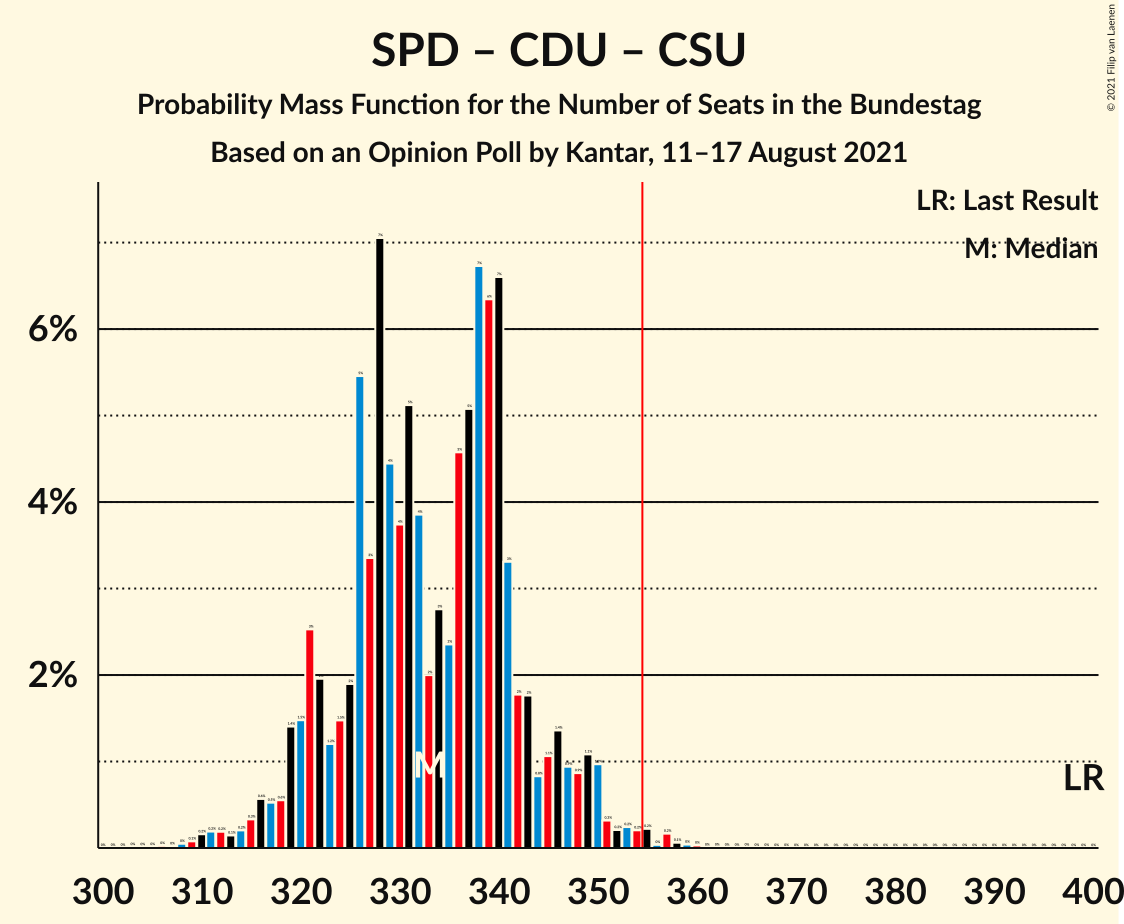 SPD – CDU – CSU
Probability Mass Function for the Number of Seats in the Bundestag
Based on an Opinion Poll by Kantar, 11–17 August 2021
© 2021 Filip van Laenen
LR: Last Result
M: Median
6%
4%
2%
M
LR
300 310 320 330 340 350 360 370 380 390 400